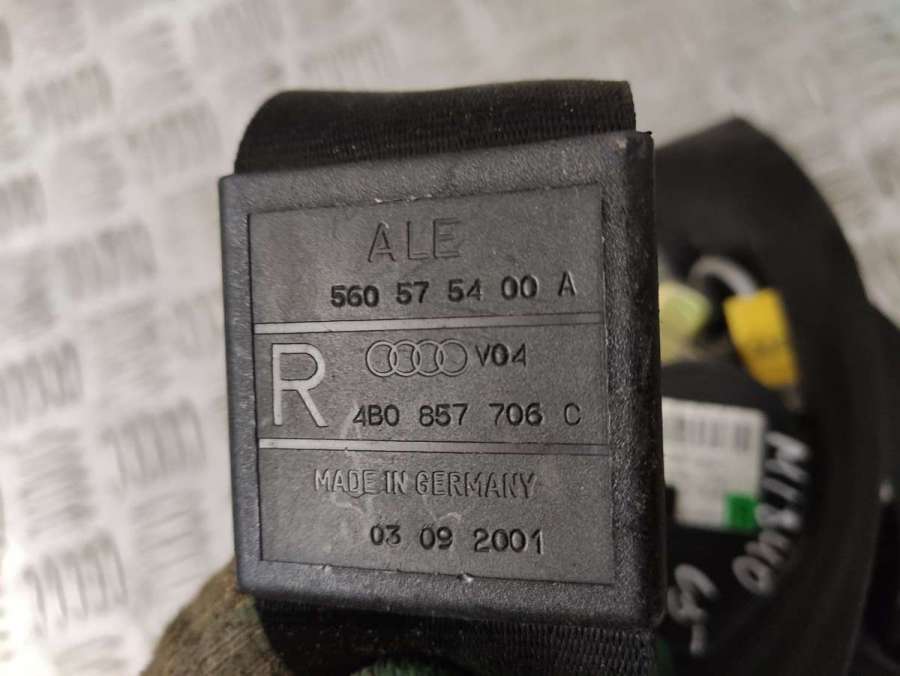 ALE
560 57 54 00 A
R
V04
4B0 857 706 C
MADE IN GERMANY
03 09 2001